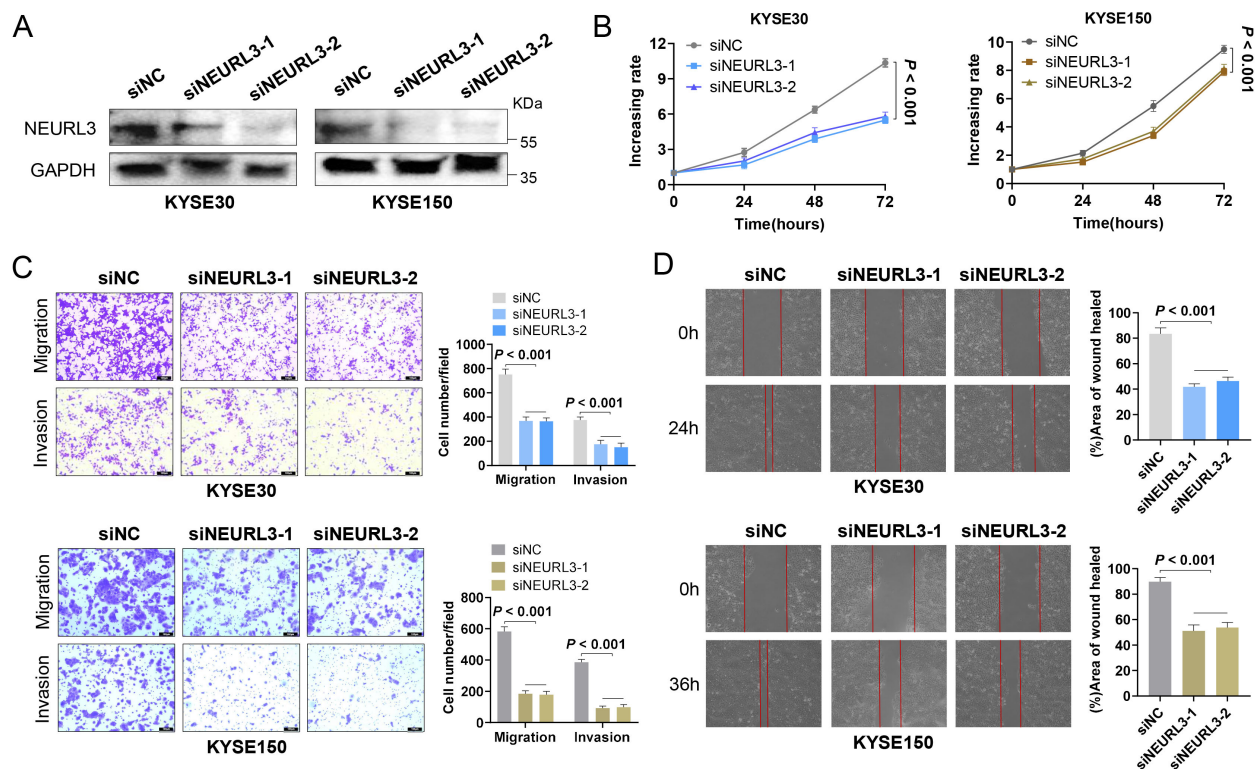 A
siNC
siNEURL3-1
siNEURL3-2
siNC
siNEURL3-1
siNEURL3-2
KDa
NEURL3
55
GAPDH
35
KYSE30
KYSE150
B
KYSE30
siNC
siNEURL3-1
siNEURL3-2
Increasing rate
12
9
6
3
0
0
24
48
72
Time(hours)
P < 0.001
KYSE150
siNC
siNEURL3-1
siNEURL3-2
Increasing rate
10
8
6
4
2
0
0
24
48
72
Time(hours)
P < 0.001
C
siNC
siNEURL3-1
siNEURL3-2
Migration
Invasion
KYSE30
siNC
siNEURL3-1
siNEURL3-2
Cell number/field
1000
800
600
400
200
0
P < 0.001
P < 0.001
Migration
Invasion
siNC
siNEURL3-1
siNEURL3-2
Migration
Invasion
KYSE150
siNC
siNEURL3-1
siNEURL3-2
Cell number/field
800
600
400
200
0
P < 0.001
P < 0.001
Migration
Invasion
D
siNC
siNEURL3-1
siNEURL3-2
0h
24h
KYSE30
(%)Area of wound healed
100
80
60
40
20
0
P < 0.001
siNC
siNEURL3-1
siNEURL3-2
siNC
siNEURL3-1
siNEURL3-2
0h
36h
KYSE150
(%)Area of wound healed
100
80
60
40
20
0
P < 0.001
siNC
siNEURL3-1
siNEURL3-2